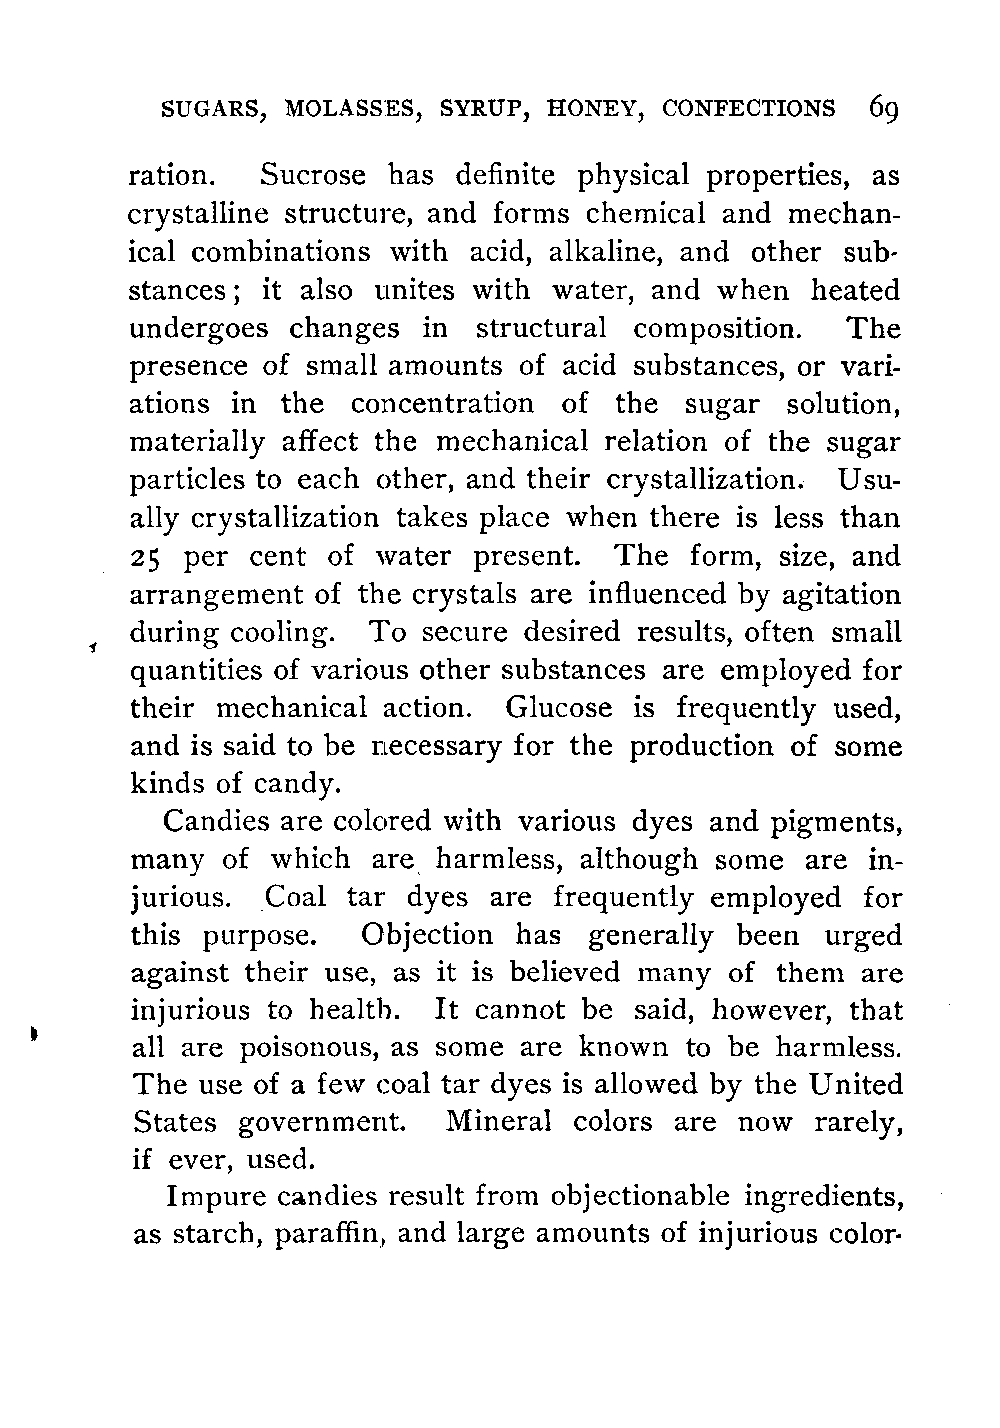 SUGARS, MOLASSES, SYRUP, HONEY, CONFECTIONS 69
ration. Sucrose has definite physical properties, as
crystalline structure, and forms chemical and mechan-
ical combinations with acid, alkaline, and other sub-
stances; it also unites with water, and when heated
undergoes changes in structural composition. The
presence of small amounts of acid substances, or vari-
ations in the concentration of the sugar solution,
materially affect the mechanical relation of the sugar
particles to each other, and their crystallization. Usu-
ally crystallization takes place when there is less than
25 per cent of water present. The form, size, and
arrangement of the crystals are influenced by agitation
during cooling. To secure desired results, often small
quantities of various other substances are employed for
their mechanical action. Glucose is frequently used,
and is said to be necessary for the production of some
kinds of candy.
Candies are colored with various dyes and pigments,
many of which are harmless, although some are in-
jurious. Coal tar dyes are frequently employed for
this purpose. Objection has generally been urged
against their use, as it is believed many of them are
injurious to health. It cannot be said, however, that
all are poisonous, as some are known to be harmless.
The use of a few coal tar dyes is allowed by the United
States government. Mineral colors are now rarely,
if ever, used.
Impure candies result from objectionable ingredients,
as starch, paraffin, and large amounts of injurious color-